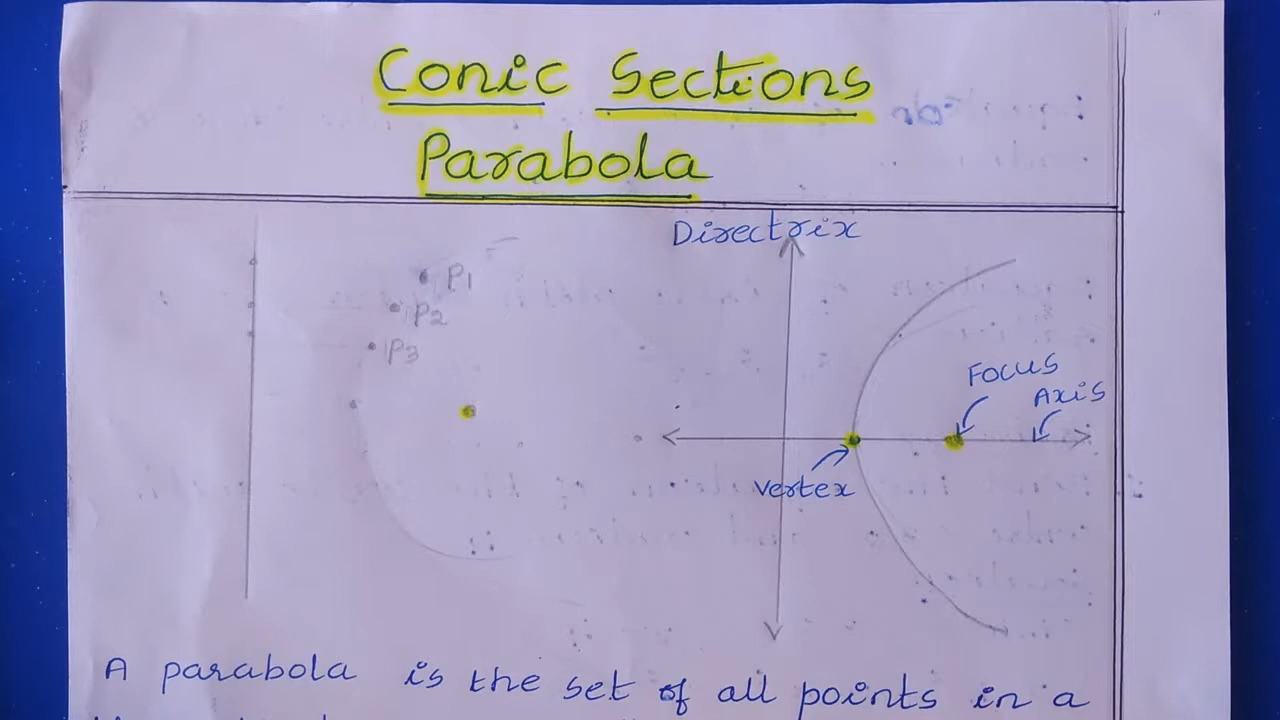 Conic Sections
Parabola
Directrix
P1
P2
P3
Focus
Axis
Vertex
A parabola is the set of all points in a